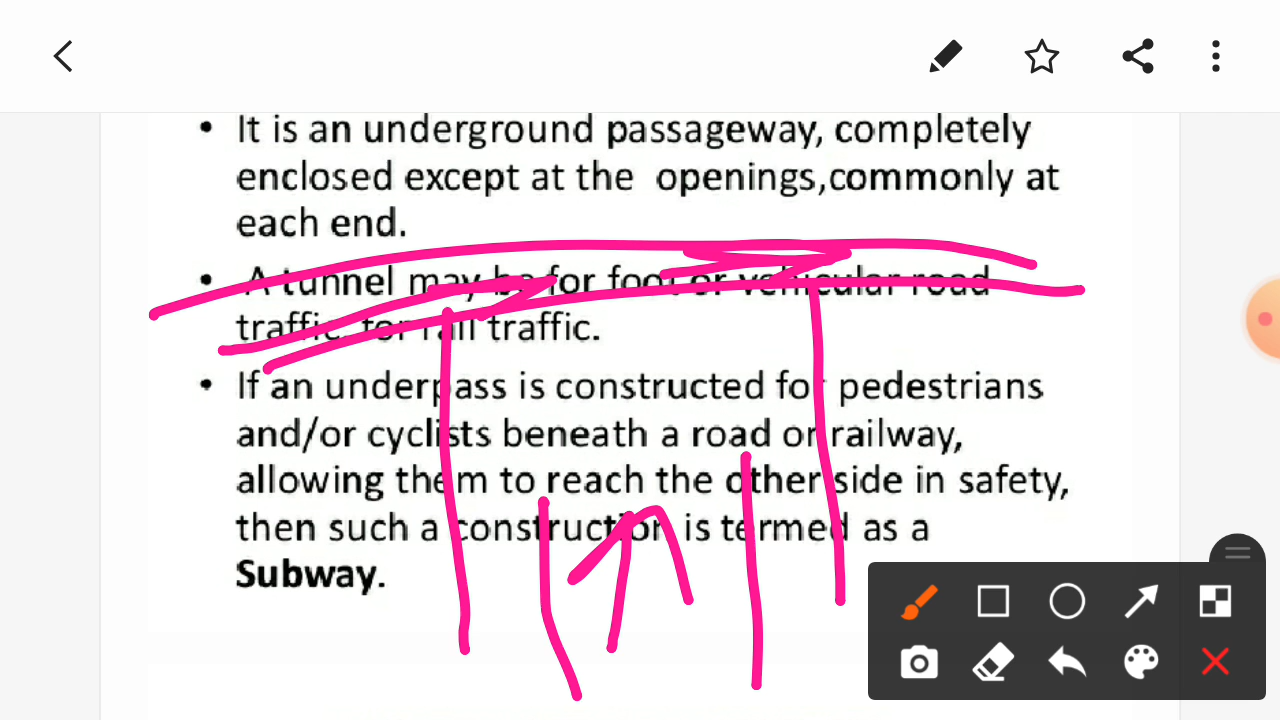 • It is an underground passageway, completely
enclosed except at the openings,commonly at
each end.
• A tunnel may be for foot or vehicular road
traffic, for rail traffic.
• If an underpass is constructed for pedestrians
and/or cyclists beneath a road or railway,
allowing them to reach the other side in safety,
then such a construction is termed as a
Subway.